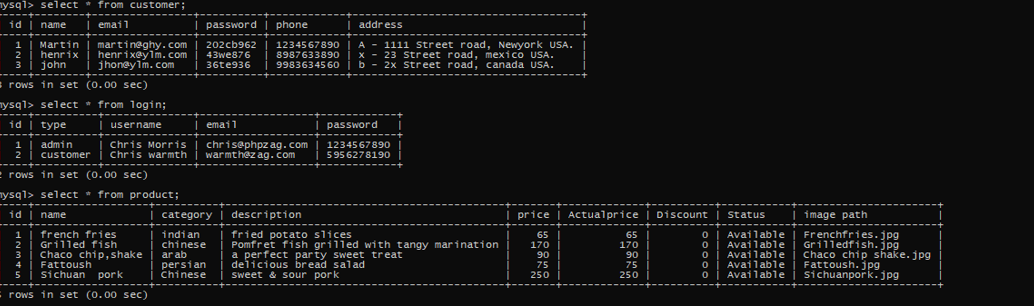 mysql> select * from customer;
id | name | email | password | phone | address |
1 | Martin | martin@ghy.com | 202cb962 | 1234567890 | A - 1111 Street road, Newyork USA. |
2 | henrix | henrix@ylm.com | 43we876 | 8987633890 | x - 23 Street road, mexico USA. |
3 | john | jhon@ylm.com | 36te936 | 9983634560 | b - 2x Street road, canada USA. |
3 rows in set (0.00 sec)
mysql> select * from login;
id | type | username | email | password |
1 | admin | Chris Morris | chris@phpzag.com | 1234567890 |
2 | customer | Chris warmth | warmth@zag.com | 5956278190 |
2 rows in set (0.00 sec)
mysql> select * from product;
id | name | category | description | price | Actualprice | Discount | Status | image path |
1 | french fries | indian | fried potato slices | 65 | 65 | 0 | Available | Frenchfries.jpg |
2 | Grilled fish | chinese | Pomfret fish grilled with tangy marination | 170 | 170 | 0 | Available | Grilledfish.jpg |
3 | Chaco chip,shake | arab | a perfect party sweet treat | 90 | 90 | 0 | Available | Chaco chip shake.jpg |
4 | Fattoush | persian | delicious bread salad | 75 | 75 | 0 | Available | Fattoush.jpg |
5 | Sichuan pork | Chinese | sweet & sour pork | 250 | 250 | 0 | Available | Sichuanpork.jpg |
5 rows in set (0.00 sec)